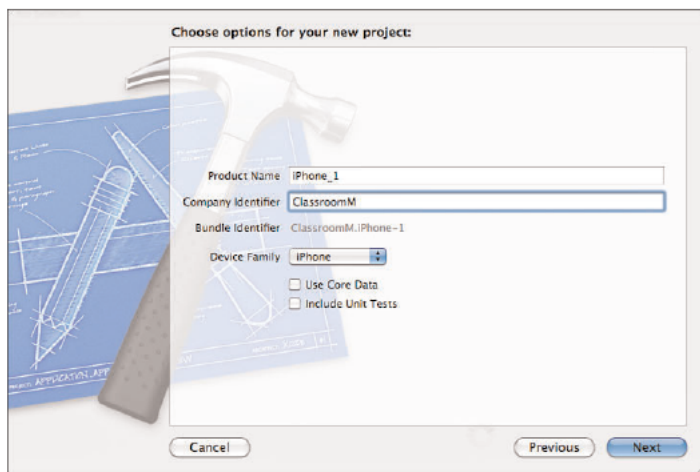 Choose options for your new project:
Product Name iPhone_1
Company Identifier ClassroomM
Bundle Identifier ClassroomM.iPhone-1
Device Family iPhone
Use Core Data
Include Unit Tests
Cancel Previous Next